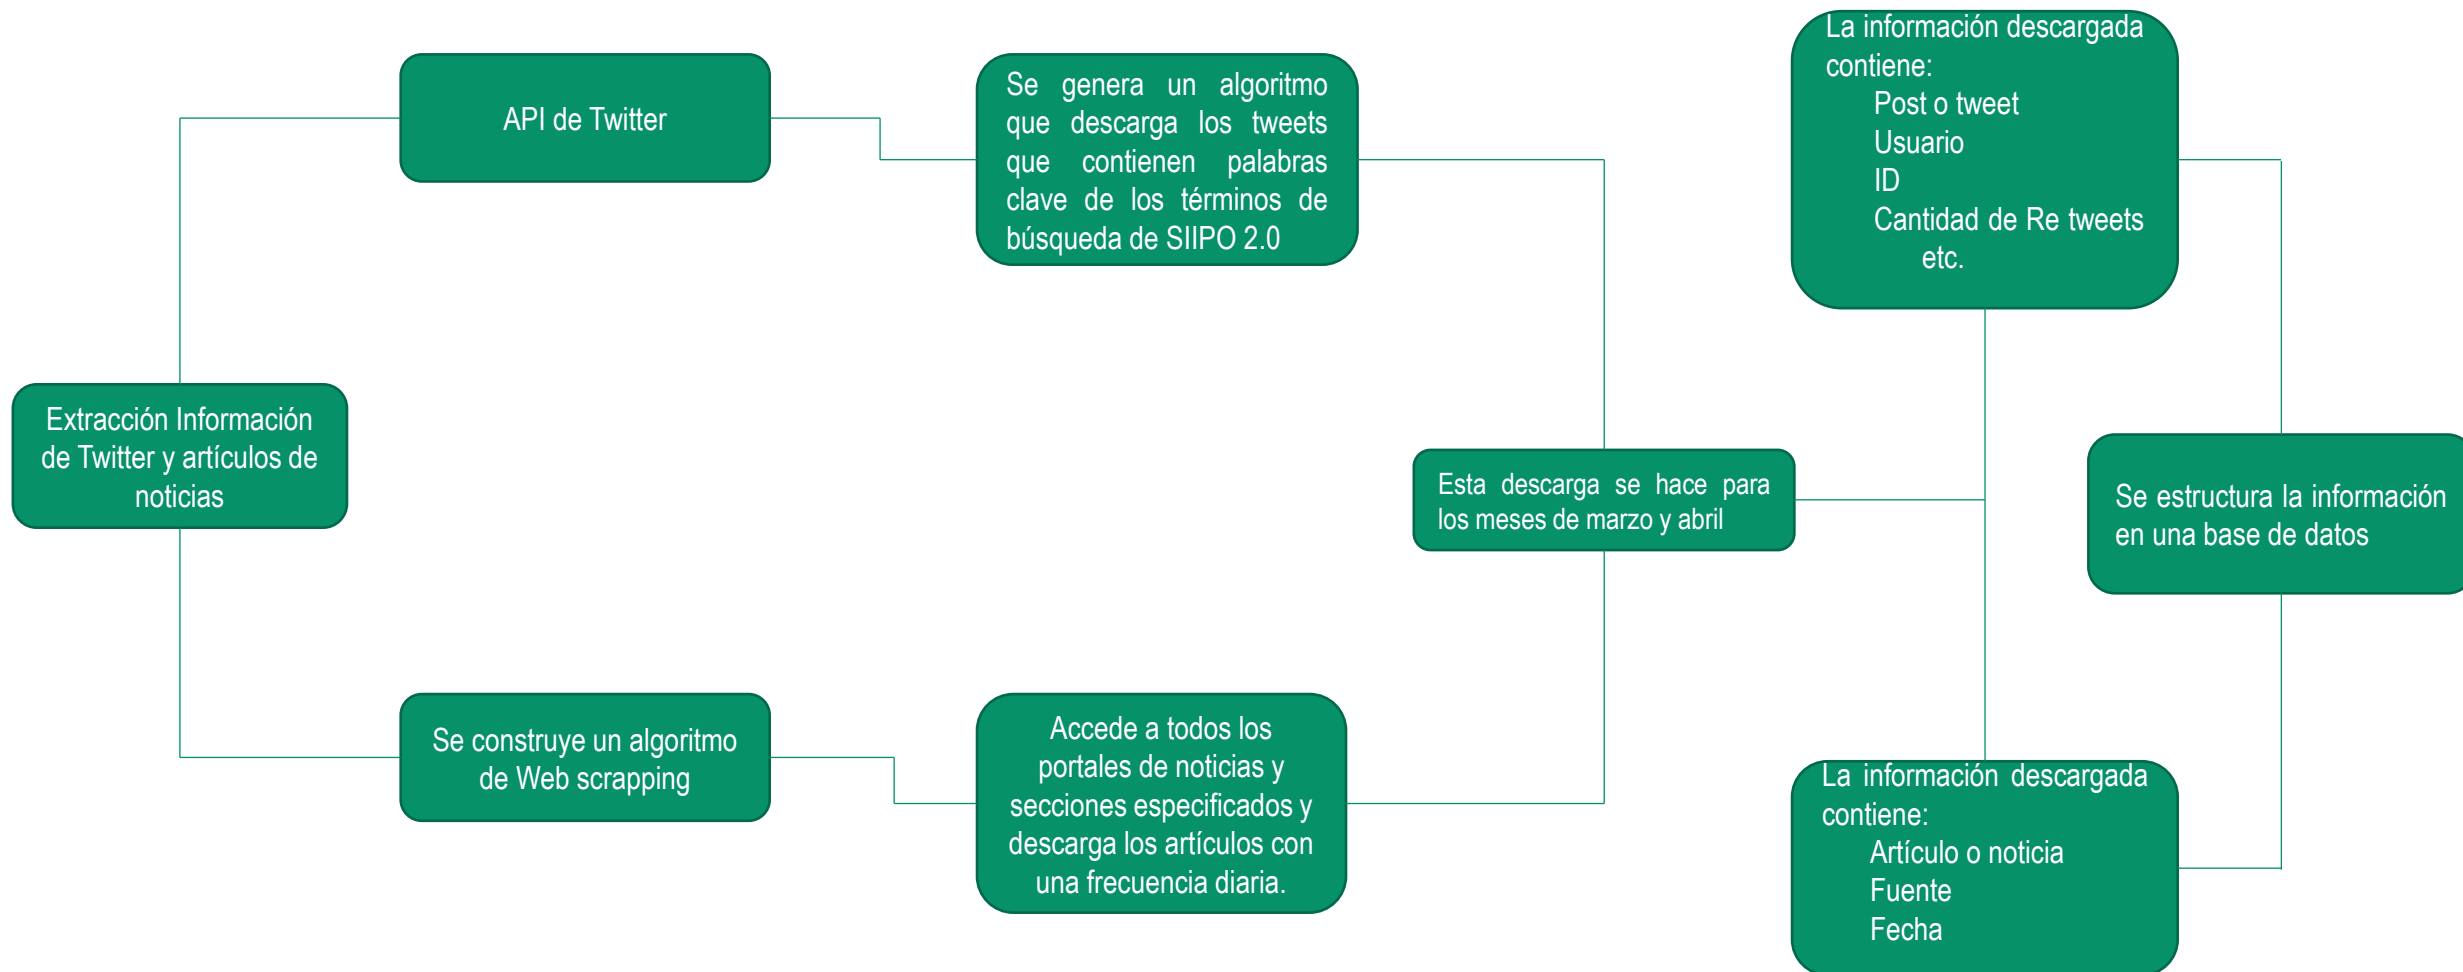 Extracción Información
de Twitter y artículos de
noticias
API de Twitter
Se genera un algoritmo
que descarga los tweets
que contienen palabras
clave de los términos de
búsqueda de SIIPO 2.0
Se construye un algoritmo
de Web scrapping
Accede a todos los
portales de noticias y
secciones especificados y
descarga los artículos con
una frecuencia diaria.
Esta descarga se hace para
los meses de marzo y abril
La información descargada
contiene:
Post o tweet
Usuario
ID
Cantidad de Re tweets
etc.
La información descargada
contiene:
Artículo o noticia
Fuente
Fecha
Se estructura la información
en una base de datos